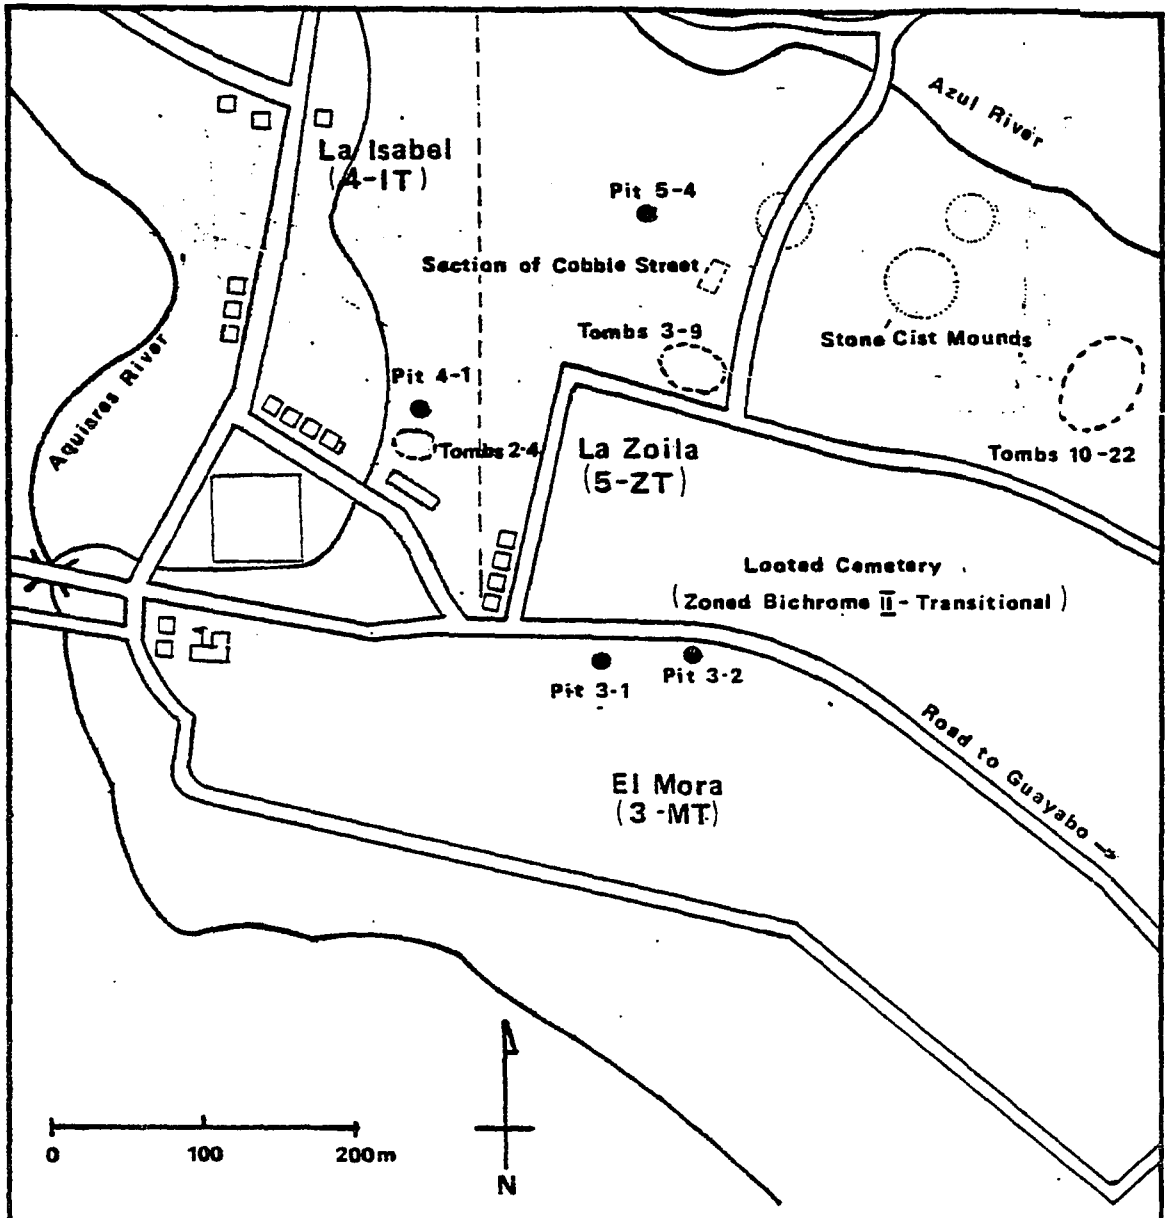 Azul River
La Isabel
(4-IT)
Pit 5-4
Section of Cobble Street
Tombs 3-9
Stone Cist Mounds
Aquiares River
Pit 4-1
Tombs 2-4
La Zoila
(5-ZT)
Tombs 10-22
Looted Cemetery
(Zoned Bichrome II - Transitional)
Pit 3-1
Pit 3-2
Road to Guayabo →
El Mora
(3-MT)
0 100 200m
N